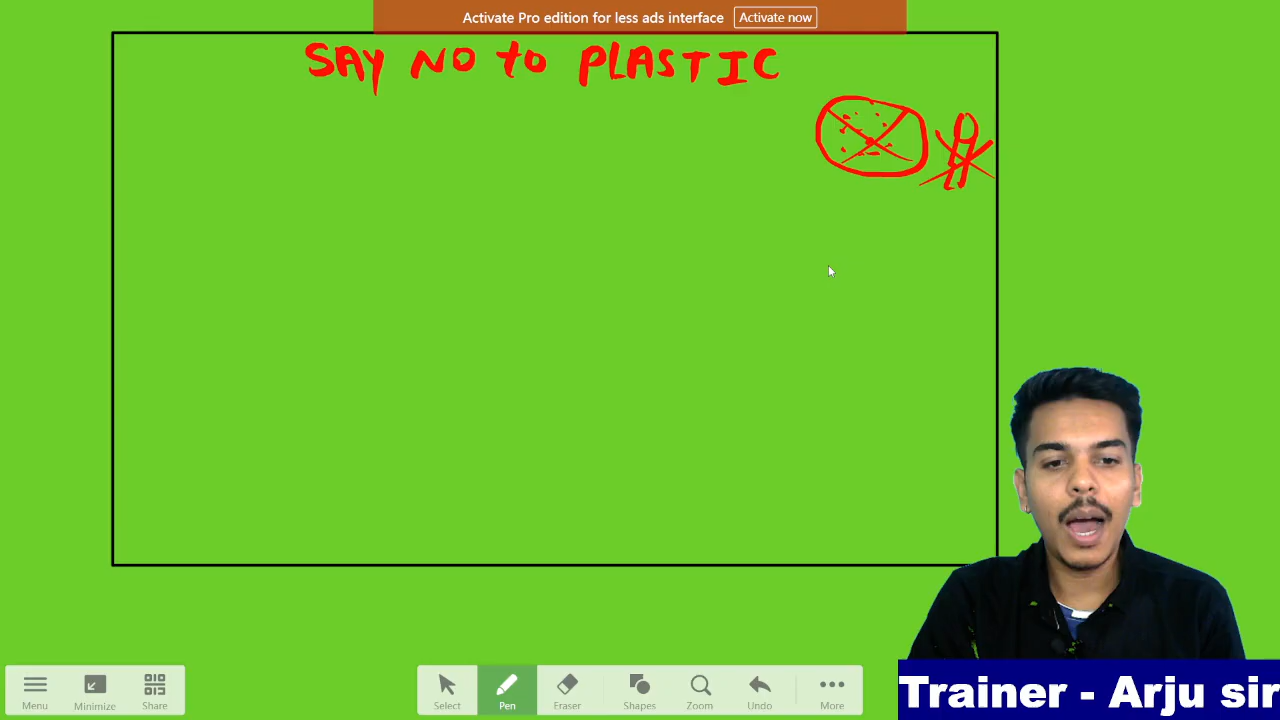 Activate Pro edition for less ads interface Activate now
SAY NO to PLASTIC
Trainer - Arju sir
Menu Minimize Share Select Pen Eraser Shapes Zoom Undo More